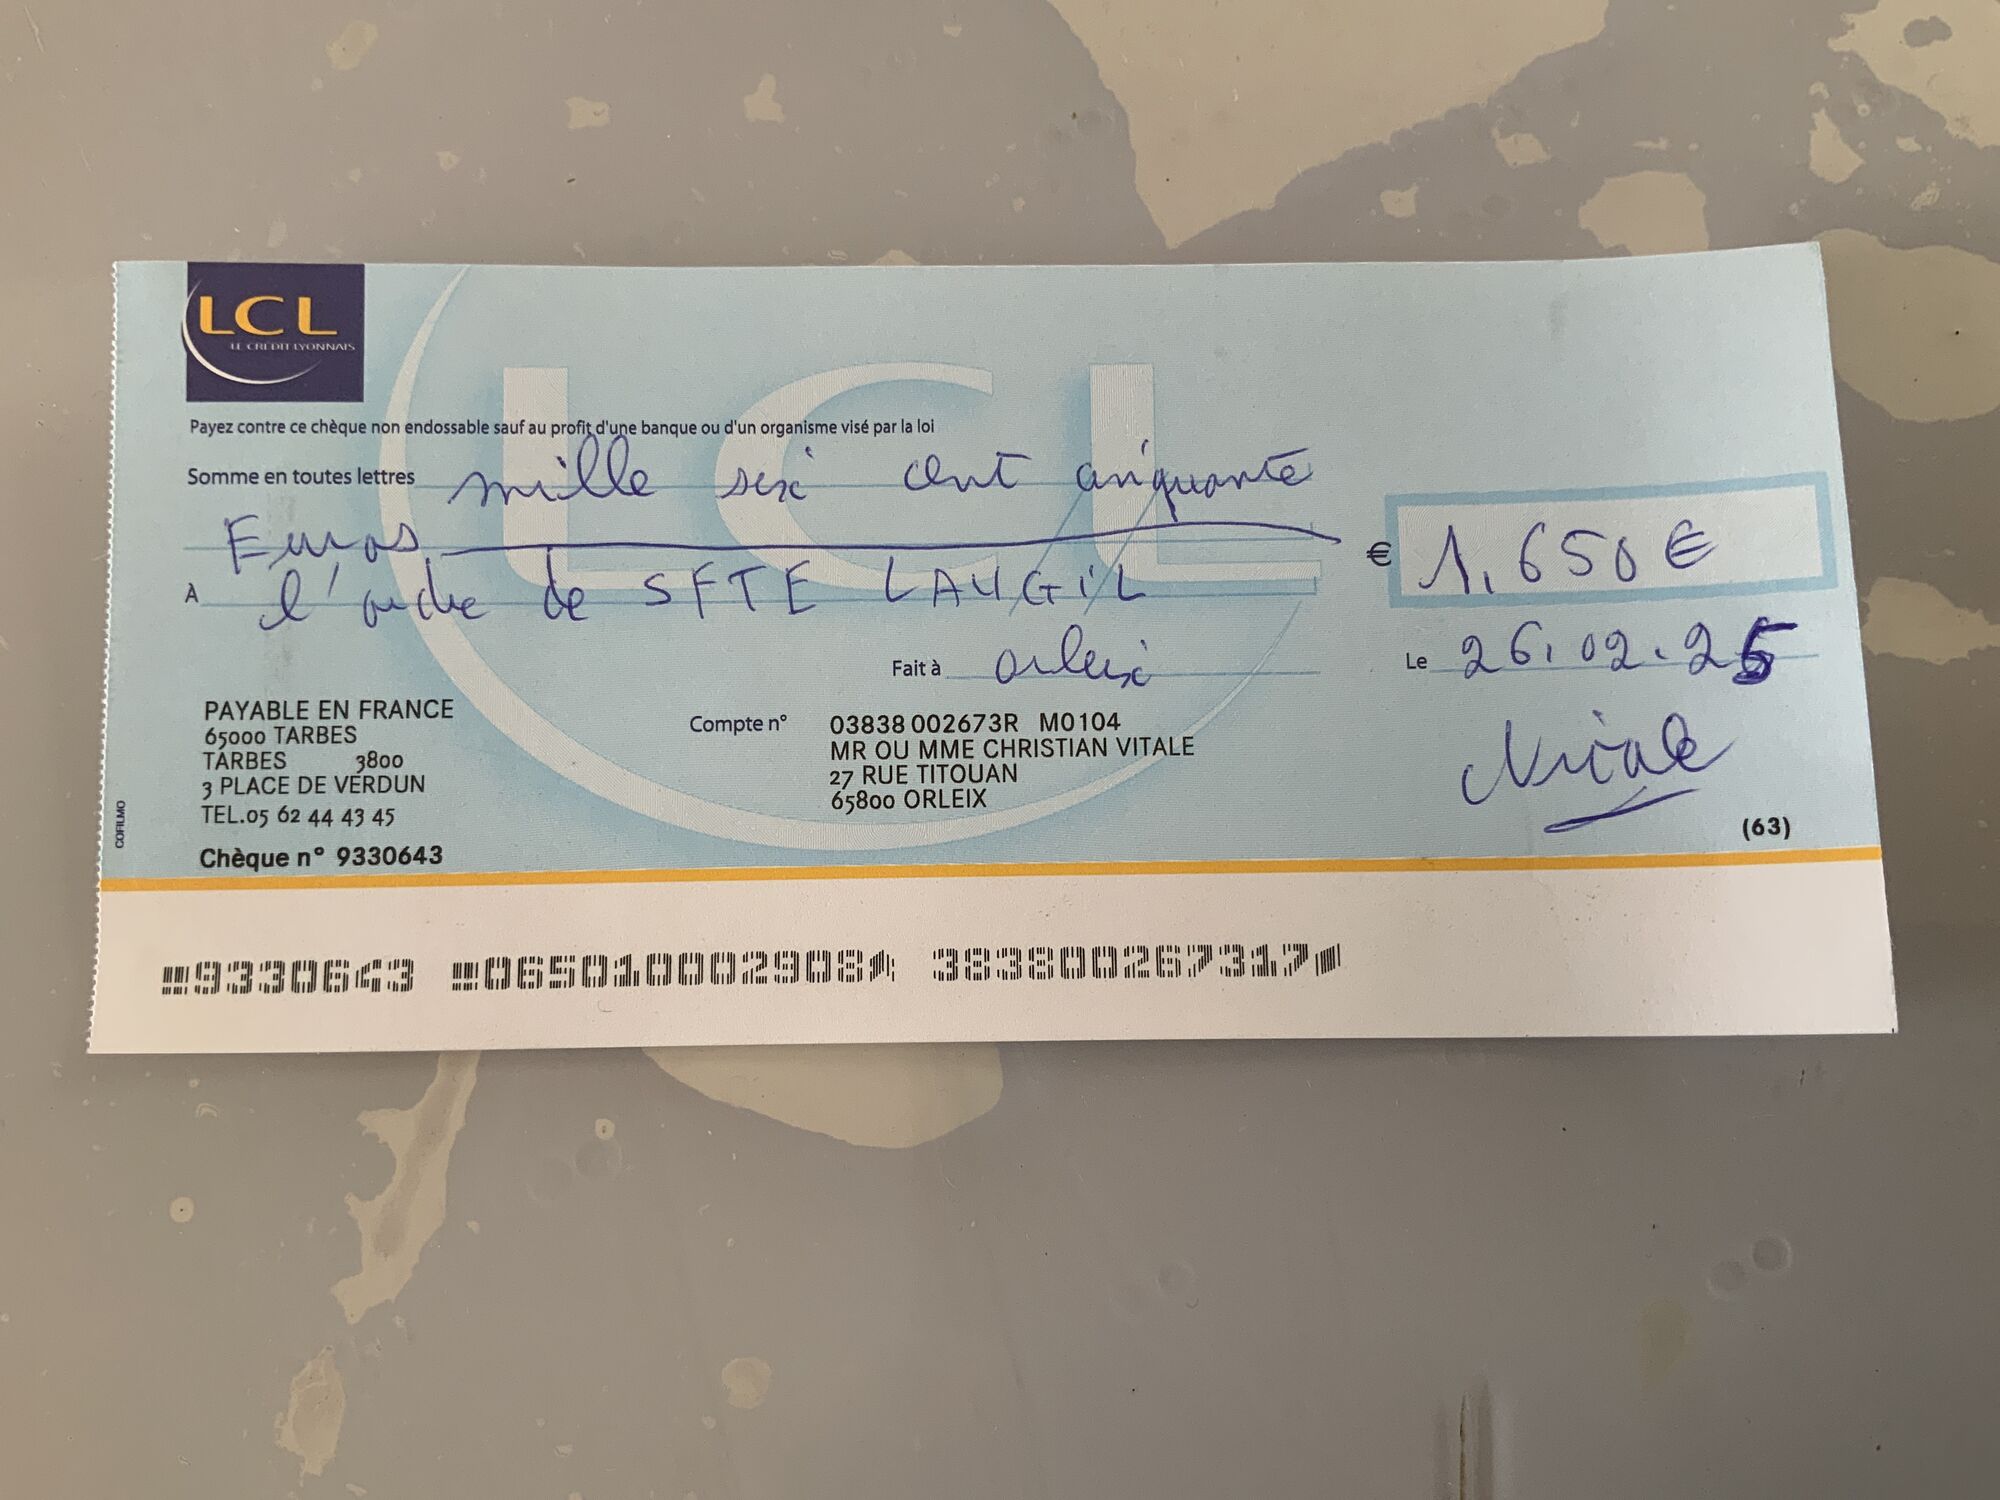 LCL
LE CREDIT LYONNAIS
LCL
Payez contre ce chèque non endossable sauf au profit d'une banque ou d'un organisme visé par la loi
Somme en toutes lettres mille six cent cinquante
Euros
€ 1.650€
À l'ordre de SFTE LAUGIL
Fait à orleix
Le 26.02.25
PAYABLE EN FRANCE
65000 TARBES
TARBES 3800
3 PLACE DE VERDUN
TEL.05 62 44 43 45
Chèque n° 9330643
Compte n° 03838 002673R M0104
MR OU MME CHRISTIAN VITALE
27 RUE TITOUAN
65800 ORLEIX
(63)
COFILMO
9330643 065010002908 383800267317